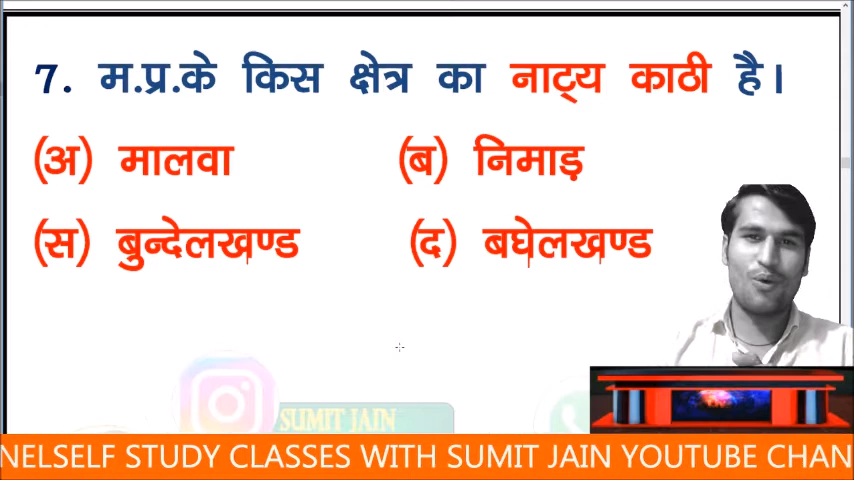 7. म.प्र.के किस क्षेत्र का नाट्य काठी है।
(अ) मालवा (ब) निमाड़
(स) बुन्देलखण्ड (द) बघेलखण्ड
SUMIT JAIN
NELSELF STUDY CLASSES WITH SUMIT JAIN YOUTUBE CHAN